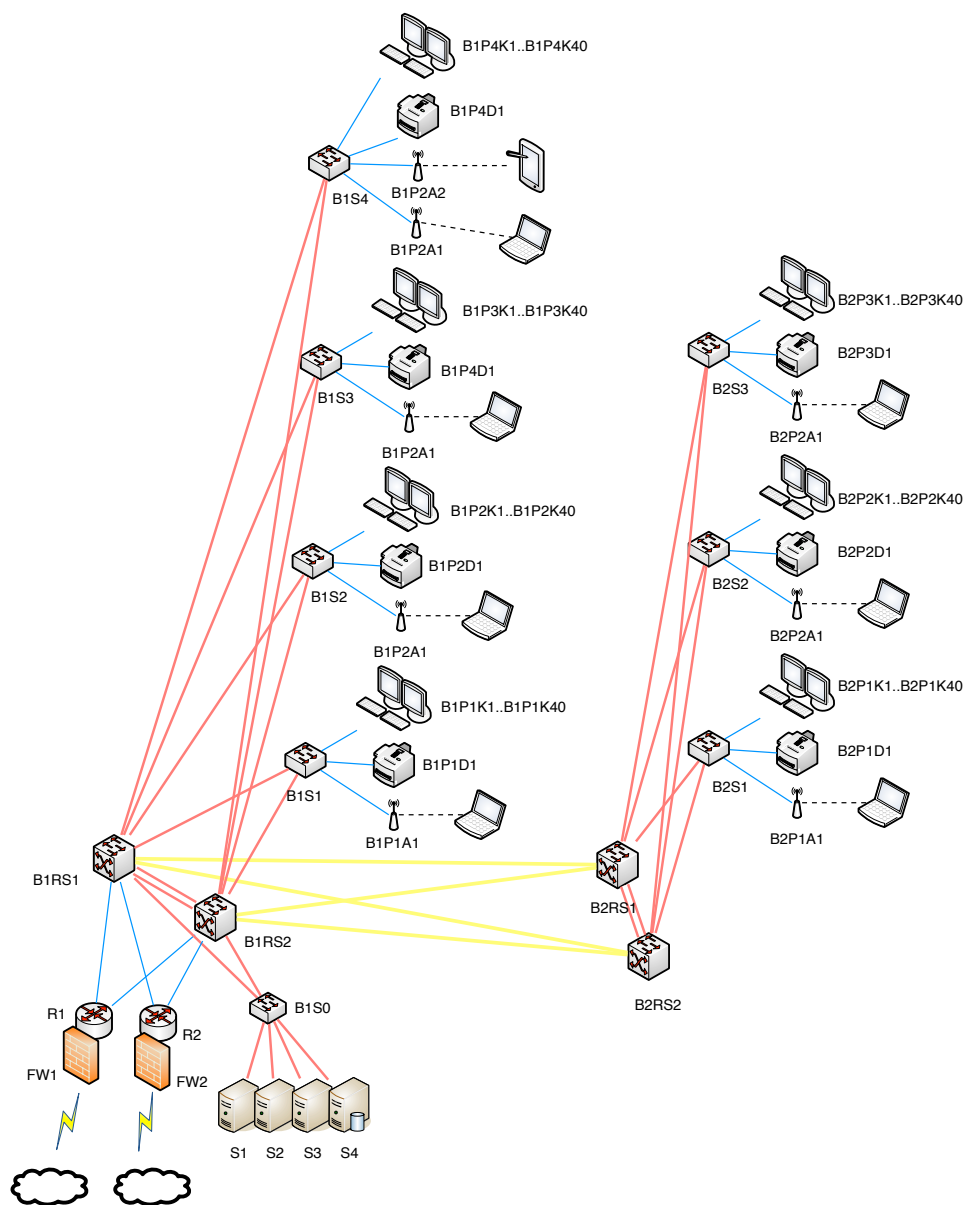 B1P4K1..B1P4K40
B1P4D1
B1P2A2
B1S4
B1P2A1
B1P3K1..B1P3K40
B1P4D1
B1S3
B1P2A1
B1P2K1..B1P2K40
B1P2D1
B1S2
B1P2A1
B1P1K1..B1P1K40
B1P1D1
B1S1
B1P1A1
B2P3K1..B2P3K40
B2P3D1
B2S3
B2P2A1
B2P2K1..B2P2K40
B2P2D1
B2S2
B2P2A1
B2P1K1..B2P1K40
B2P1D1
B2S1
B2P1A1
B1RS1
B1RS2
B2RS1
B2RS2
B1S0
R1
R2
FW1
FW2
S1
S2
S3
S4